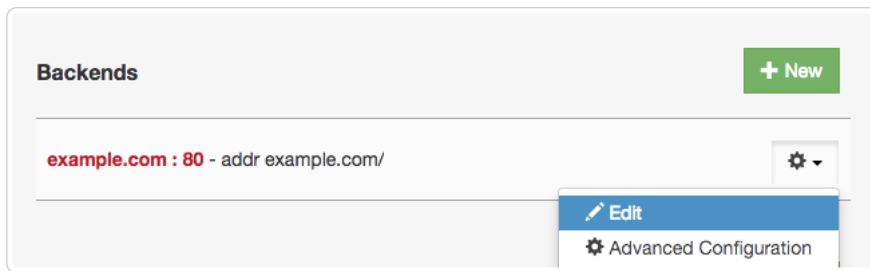 Backends
+ New
example.com : 80 - addr example.com/
Edit
Advanced Configuration